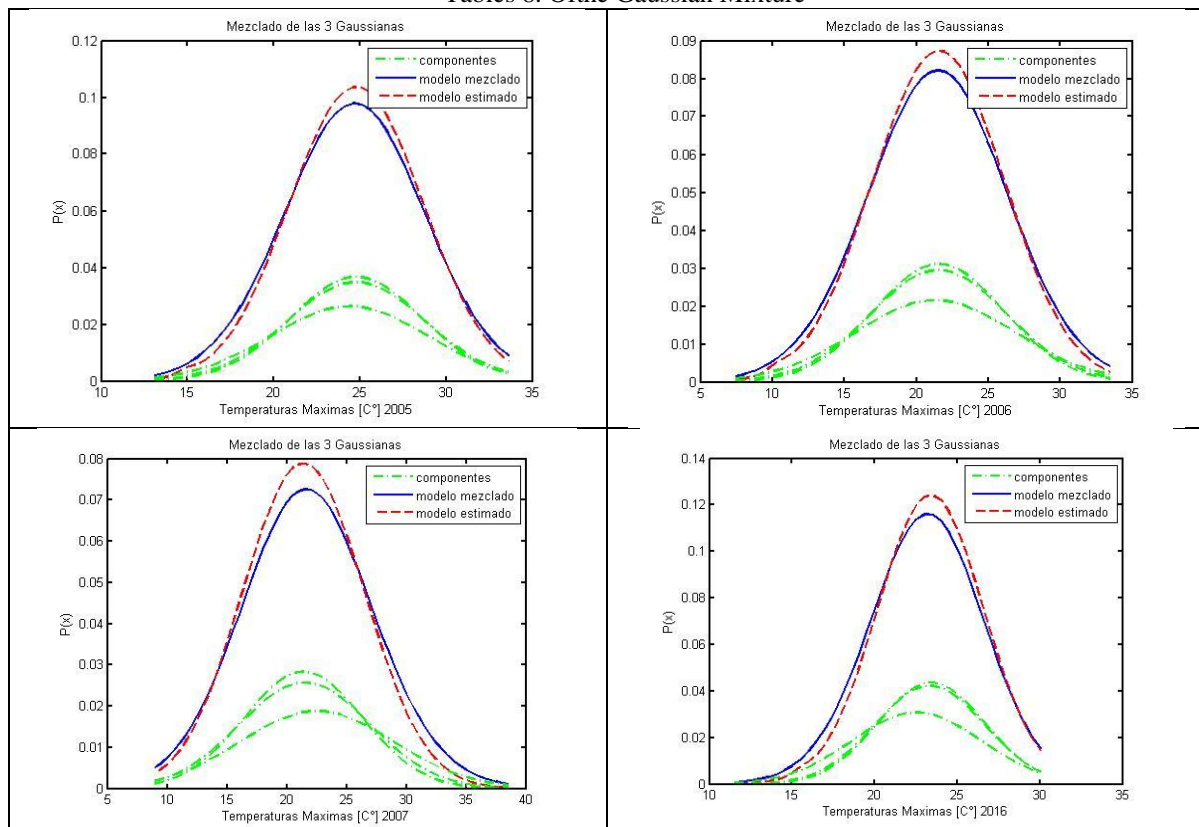 Tables 8. Ofthe Gaussian Mixture
Mezclado de las 3 Gaussianas
0.12
0.1
0.08
0.06
0.04
0.02
0
P(x)
componentes
modelo mezclado
modelo estimado
10 15 20 25 30 35
Temperaturas Maximas [C°] 2005
Mezclado de las 3 Gaussianas
0.09
0.08
0.07
0.06
0.05
0.04
0.03
0.02
0.01
0
P(x)
componentes
modelo mezclado
modelo estimado
5 10 15 20 25 30 35
Temperaturas Maximas [C°] 2006
Mezclado de las 3 Gaussianas
0.08
0.07
0.06
0.05
0.04
0.03
0.02
0.01
0
P(x)
componentes
modelo mezclado
modelo estimado
5 10 15 20 25 30 35 40
Temperaturas Maximas [C°] 2007
Mezclado de las 3 Gaussianas
0.14
0.12
0.1
0.08
0.06
0.04
0.02
0
P(x)
componentes
modelo mezclado
modelo estimado
10 15 20 25 30 35
Temperaturas Maximas [C°] 2016